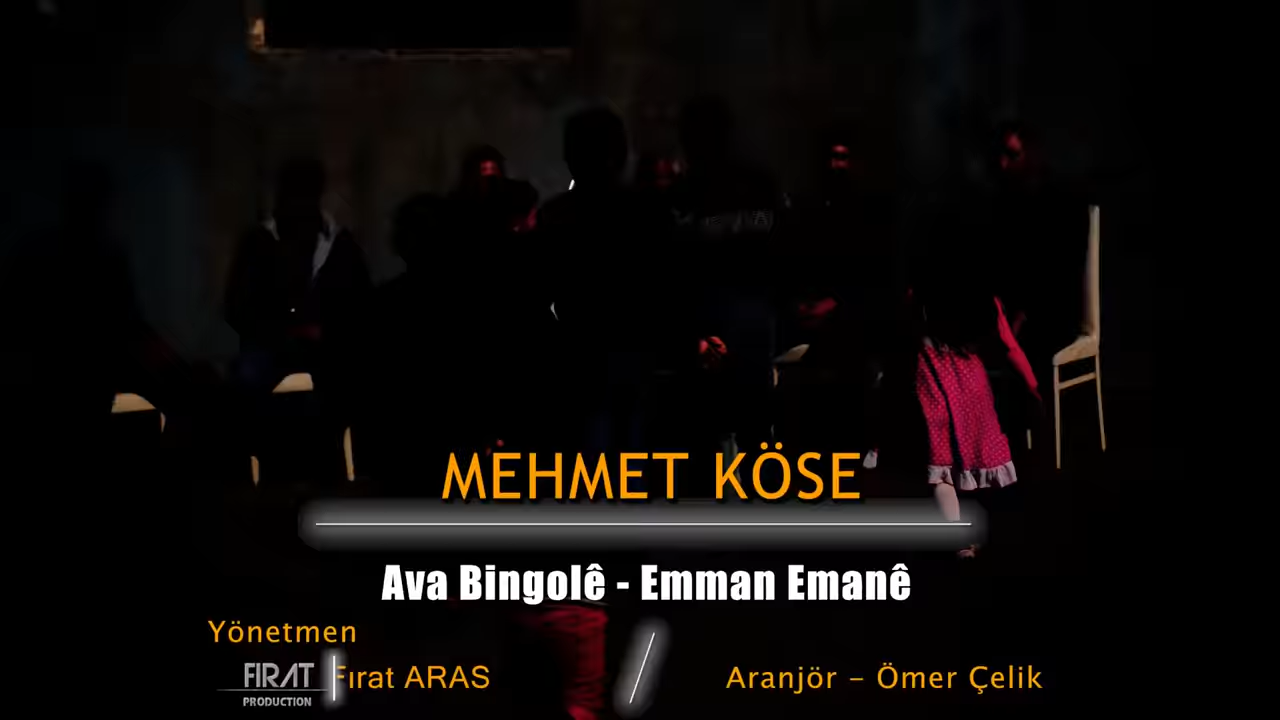 MEHMET KÖSE
Ava Bingolê - Emman Emanê
Yönetmen
FIRAT
PRODUCTION
Fırat ARAS
Aranjör – Ömer Çelik